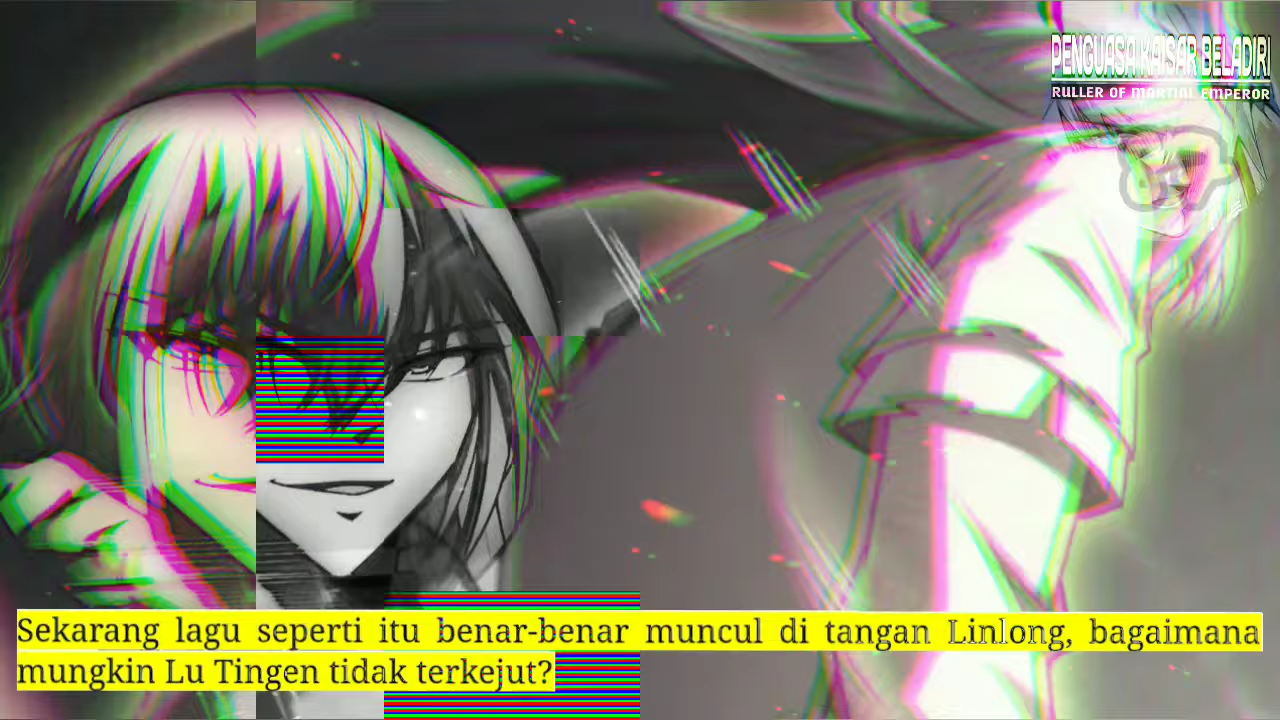 PENGUASA KAISAR BELADIRI
RULLER OF MARTIAL EMPEROR
Sekarang lagu seperti itu benar-benar muncul di tangan Linlong, bagaimana
mungkin Lu Tingen tidak terkejut?